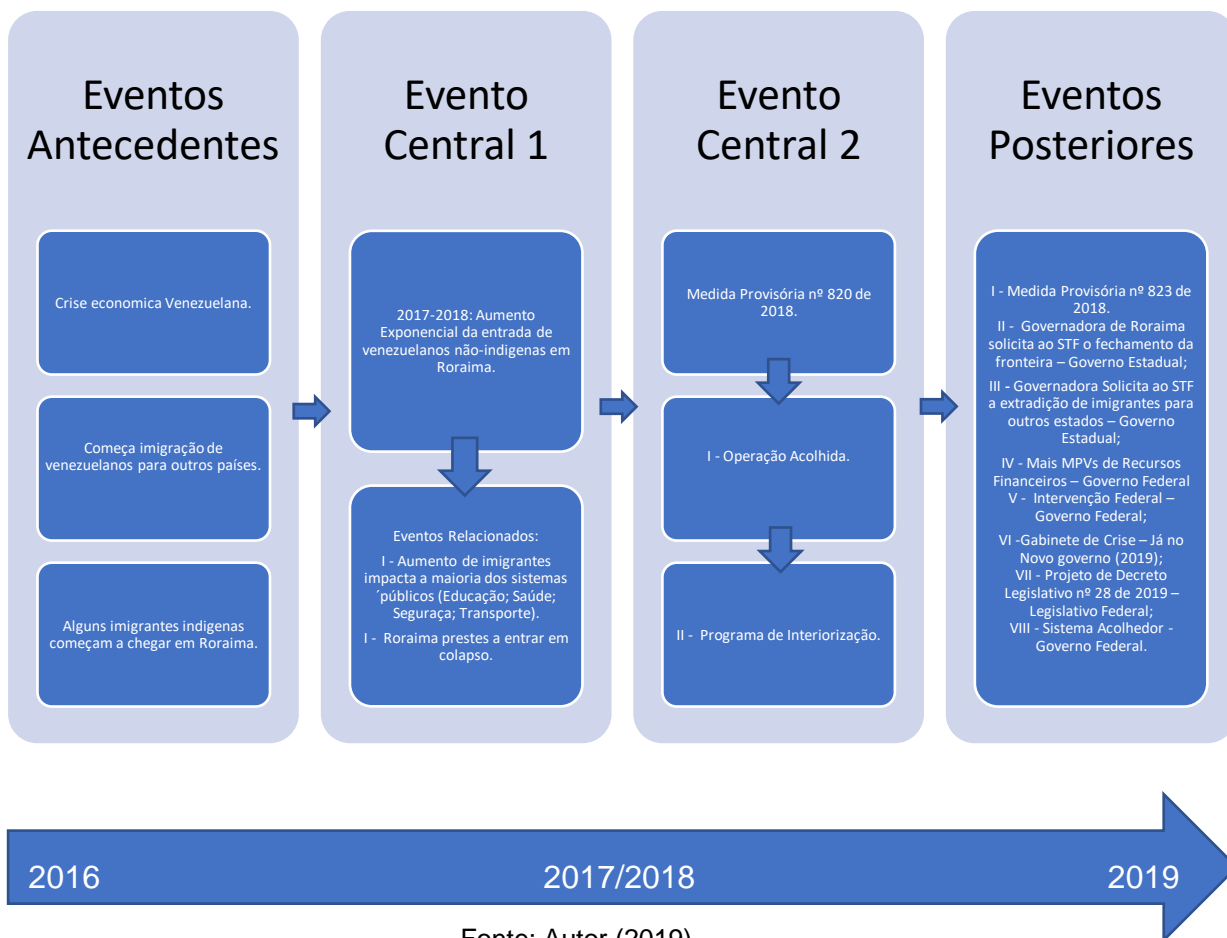 Eventos
Antecedentes
Crise economica Venezuelana.
Começa imigração de
venezuelanos para outros países.
Alguns imigrantes indigenas
começam a chegar em Roraima.
Evento
Central 1
2017-2018: Aumento
Exponencial da entrada de
venezuelanos não-indigenas em
Roraima.
Eventos Relacionados:
I - Aumento de imigrantes
impacta a maioria dos sistemas
´públicos (Educação; Saúde;
Seguraça; Transporte).
I -  Roraima prestes a entrar em
colapso.
Evento
Central 2
Medida Provisória nº 820 de
2018.
I - Operação Acolhida.
II -  Programa de Interiorização.
Eventos
Posteriores
I - Medida Provisória nº 823 de
2018.
II -  Governadora de Roraima
solicita ao STF o fechamento da
fronteira – Governo Estadual;
III - Governadora Solicita ao STF
a extradição de imigrantes para
outros estados – Governo
Estadual;
IV - Mais MPVs de Recursos
Financeiros – Governo Federal
V -  Intervenção Federal –
Governo Federal;
VI -Gabinete de Crise – Já no
Novo governo (2019);
VII - Projeto de Decreto
Legislativo nº 28 de 2019 –
Legislativo Federal;
VIII - Sistema Acolhedor -
Governo Federal.
2016
2017/2018
2019
Fonte: Autor (2019)